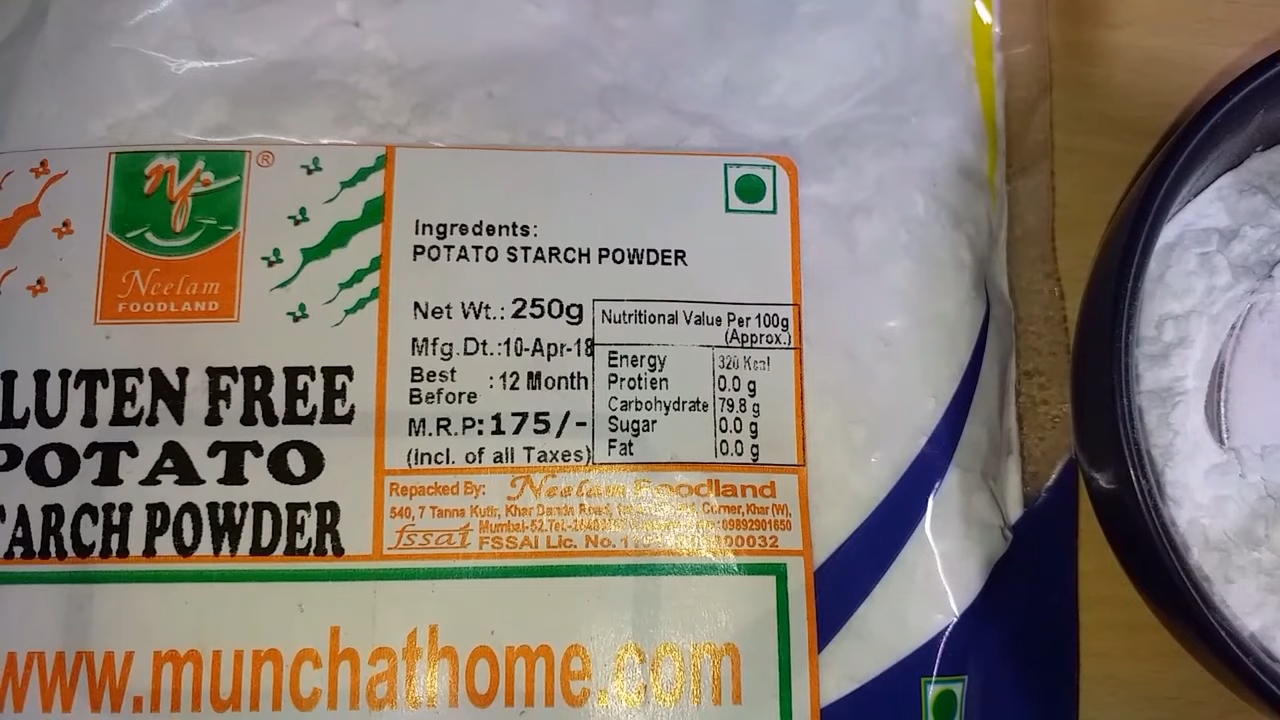 nf
®
Neelam
FOODLAND
LUTEN FREE
POTATO
TARCH POWDER
Ingredents:
POTATO STARCH POWDER
Net Wt.: 250g
Mfg.Dt.:10-Apr-18
Best Before : 12 Month
M.R.P:175/-
(Incl. of all Taxes)
Nutritional Value Per 100g
(Approx.)
Energy 320 Kcal
Protien 0.0 g
Carbohydrate 79.8 g
Sugar 0.0 g
Fat 0.0 g
Repacked By: Neelam Foodland
540, 7 Tanna Kutir, Khar Danda Road, Corner, Khar (W),
Mumbai-52.Tel.- :09892901650
fssai FSSAI Lic. No.
www.munchathome.com